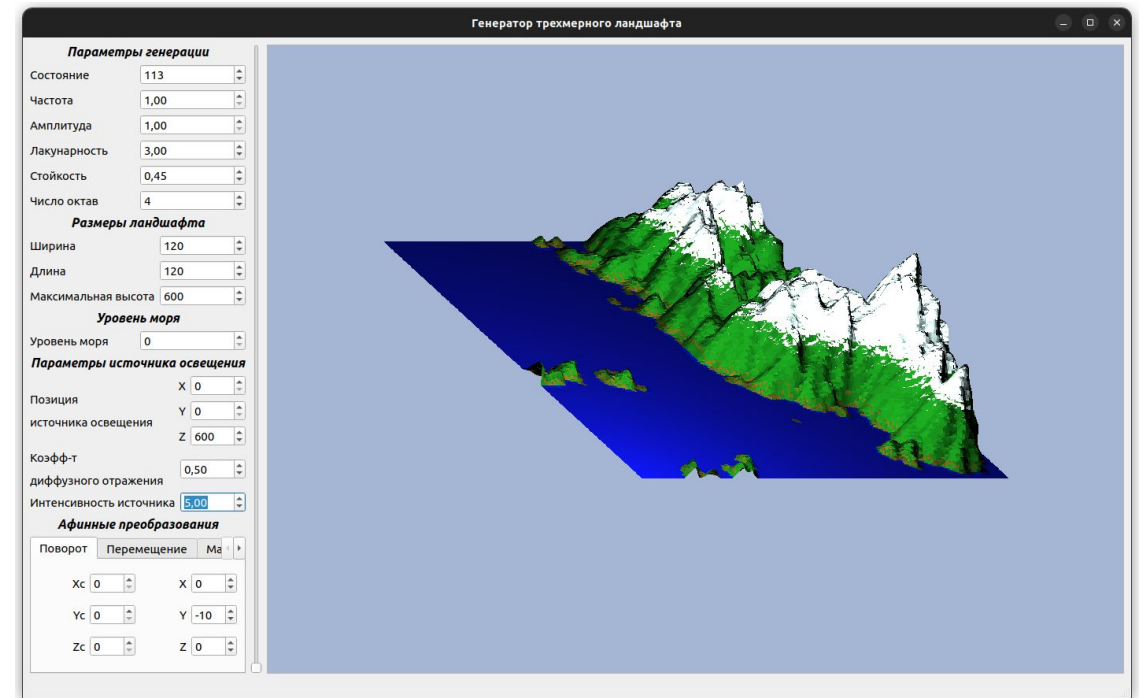 Генератор трехмерного ландшафта
Параметры генерации
Состояние 113
Частота 1,00
Амплитуда 1,00
Лакунарность 3,00
Стойкость 0,45
Число октав 4
Размеры ландшафта
Ширина 120
Длина 120
Максимальная высота 600
Уровень моря
Уровень моря 0
Параметры источника освещения
X 0
Позиция
Y 0
источника освещения
Z 600
Коэфф-т
0,50
диффузного отражения
Интенсивность источника 5,00
Афинные преобразования
Поворот Перемещение Ма
Xc 0 X 0
Yc 0 Y -10
Zc 0 Z 0